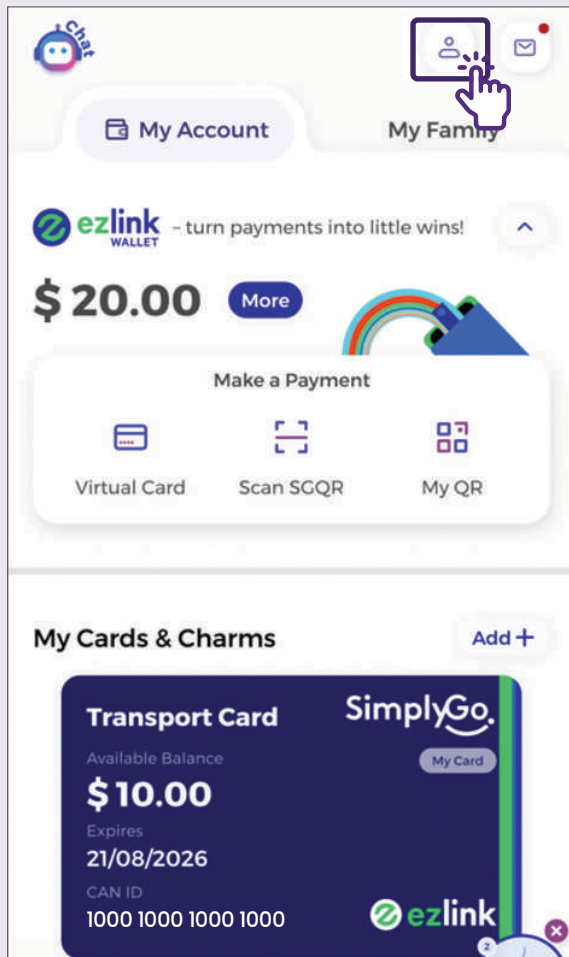 Chat
My Account My Family
ezlink
WALLET
– turn payments into little wins!
$ 20.00 More
Make a Payment
Virtual Card Scan SGQR My QR
My Cards & Charms Add +
Transport Card SimplyGo.
Available Balance My Card
$ 10.00
Expires
21/08/2026
CAN ID
1000 1000 1000 1000 ezlink
2